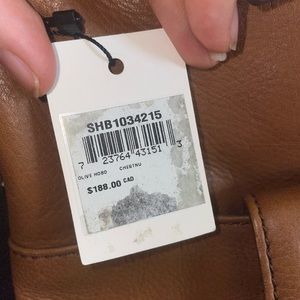 SHB1034215
7 23764 43151 3
OLIVE HOBO CHESTNU
$188.00 CAD